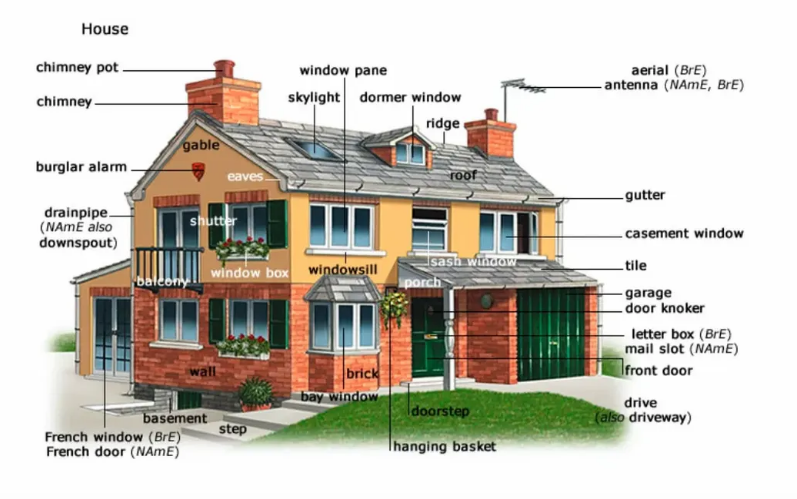 House
chimney pot
chimney
window pane
skylight
dormer window
ridge
aerial (BrE)
antenna (NAmE, BrE)
gable
burglar alarm
eaves
roof
gutter
drainpipe
(NAmE also
downspout)
shutter
casement window
balcony
window box
windowsill
sash window
porch
tile
garage
door knoker
letter box (BrE)
mail slot (NAmE)
front door
wall
brick
bay window
basement
step
doorstep
drive
(also driveway)
French window (BrE)
French door (NAmE)
hanging basket